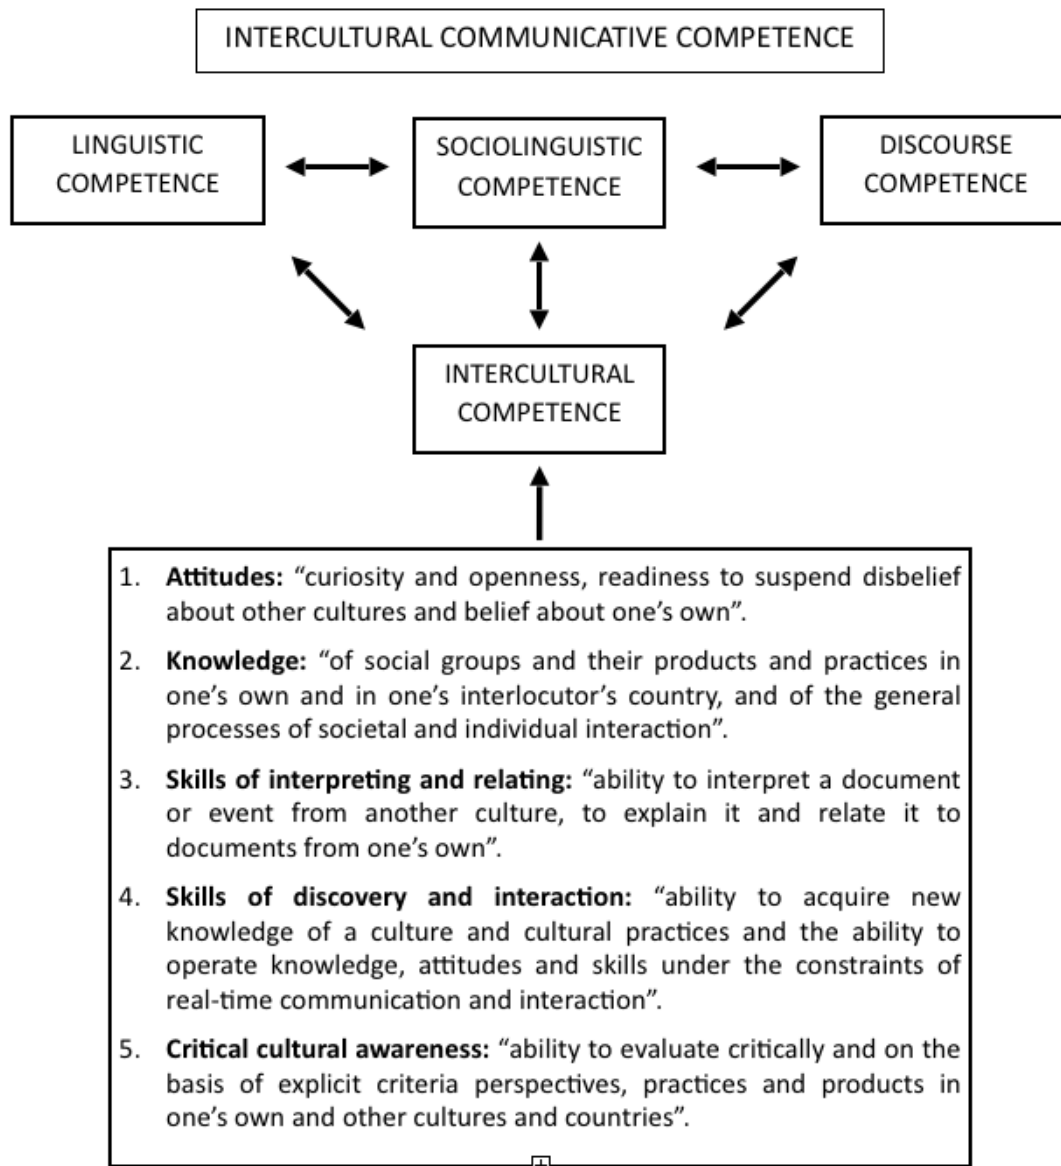 INTERCULTURAL COMMUNICATIVE COMPETENCE
LINGUISTIC
COMPETENCE
SOCIOLINGUISTIC
COMPETENCE
DISCOURSE
COMPETENCE
INTERCULTURAL
COMPETENCE
1. Attitudes: “curiosity and openness, readiness to suspend disbelief
about other cultures and belief about one’s own”.
2. Knowledge: “of social groups and their products and practices in
one’s own and in one’s interlocutor’s country, and of the general
processes of societal and individual interaction”.
3. Skills of interpreting and relating: “ability to interpret a document
or event from another culture, to explain it and relate it to
documents from one’s own”.
4. Skills of discovery and interaction: “ability to acquire new
knowledge of a culture and cultural practices and the ability to
operate knowledge, attitudes and skills under the constraints of
real-time communication and interaction”.
5. Critical cultural awareness: “ability to evaluate critically and on the
basis of explicit criteria perspectives, practices and products in
one’s own and other cultures and countries”.